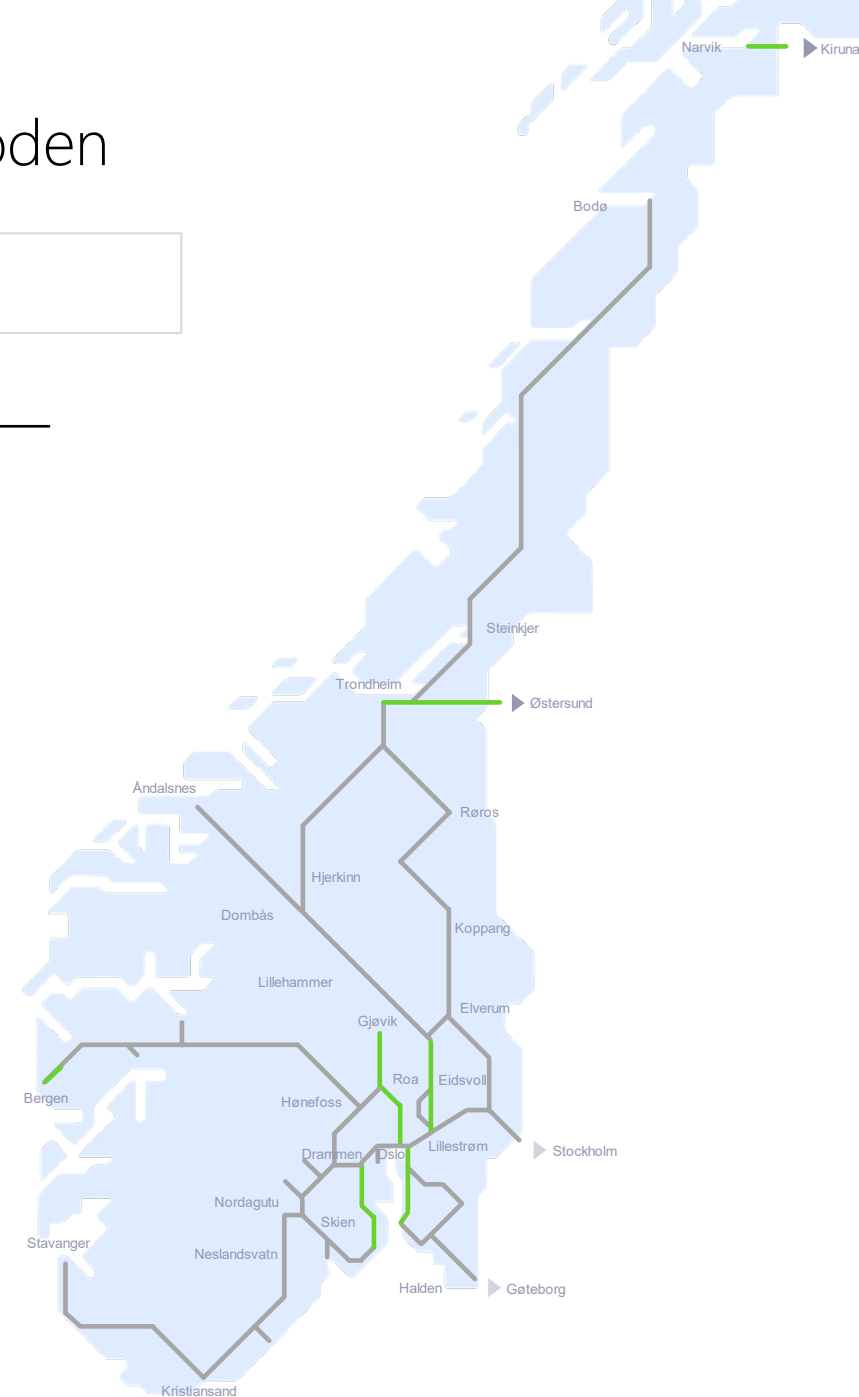 Narvik
Kiruna
oden
Bodø
Steinkjer
Trondheim
Østersund
Åndalsnes
Røros
Hjerkinn
Dombås
Koppang
Lillehammer
Elverum
Gjøvik
Roa
Eidsvoll
Bergen
Hønefoss
Drammen
Oslo
Lillestrøm
Stockholm
Nordagutu
Skien
Stavanger
Neslandsvatn
Halden
Gøteborg
Kristiansand